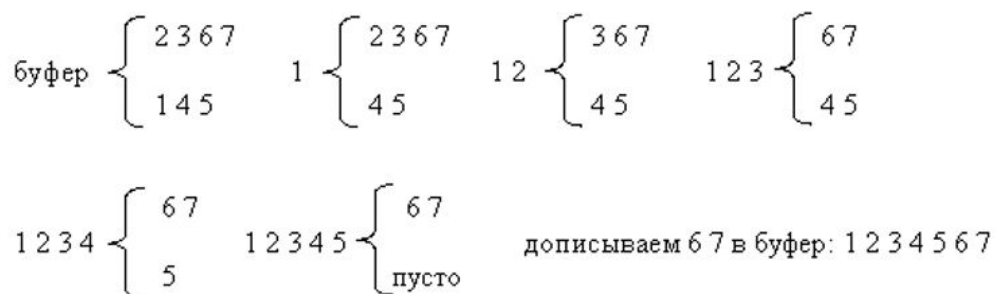 2 3 6 7 2 3 6 7 3 6 7 6 7
буфер 1 1 2 1 2 3
1 4 5 4 5 4 5 4 5
6 7 6 7
1 2 3 4 1 2 3 4 5 дописываем 6 7 в буфер: 1 2 3 4 5 6 7
5 пусто